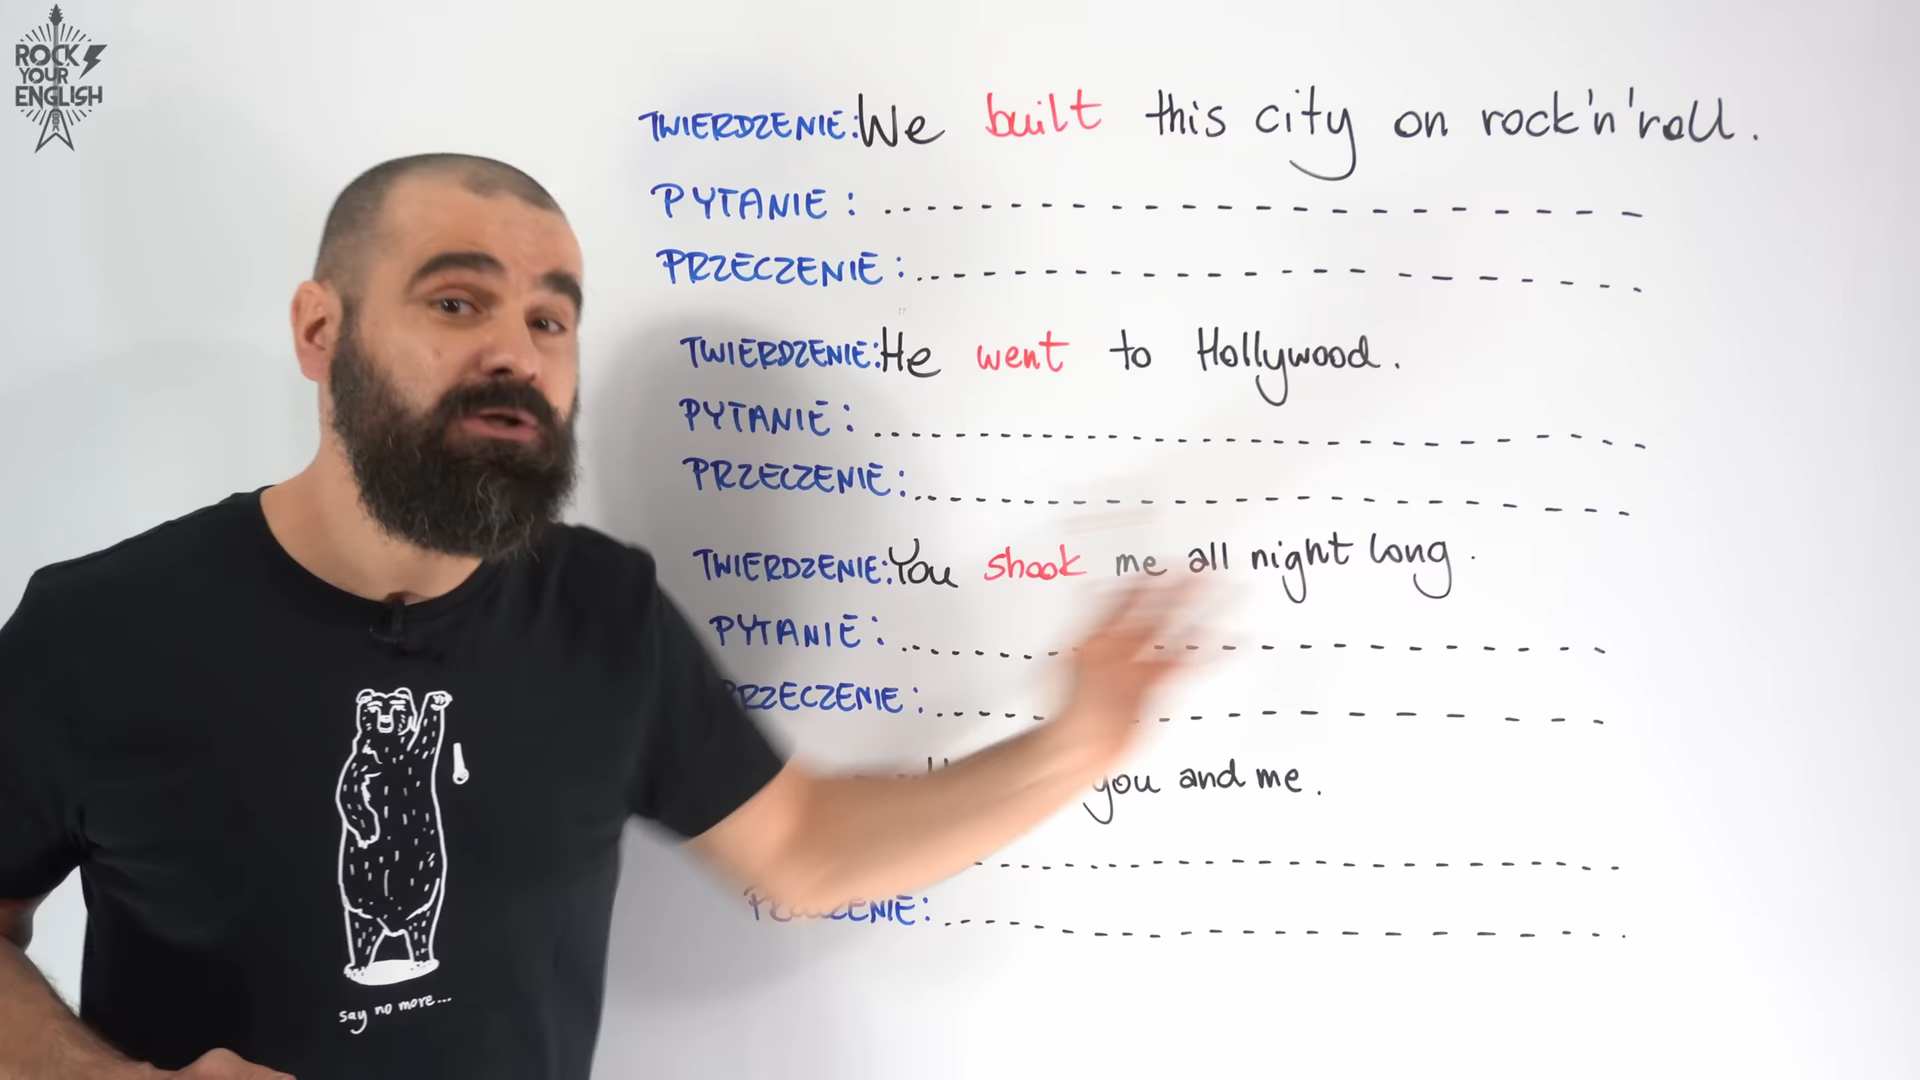 ROCK
YOUR
ENGLISH
TWIERDZENIE: We built this city on rock'n'roll.
PYTANIE:
PRZECZENIE:
TWIERDZENIE: He went to Hollywood.
PYTANIE:
PRZECZENIE:
TWIERDZENIE: You shook me all night long.
PYTANIE:
PRZECZENIE:
you and me.
PRZECZENIE:
say no more...